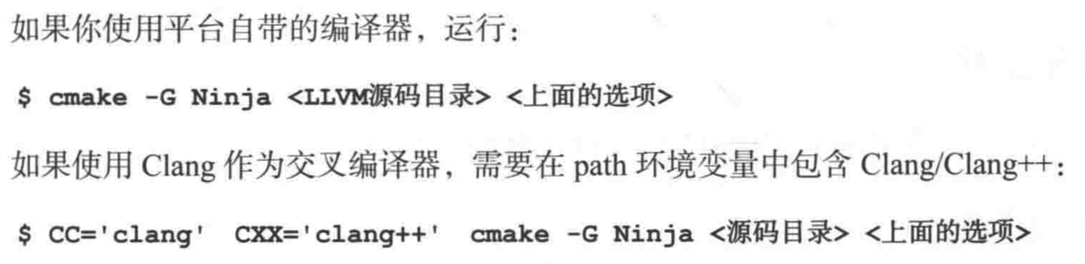 如果你使用平台自带的编译器，运行：
$ cmake -G Ninja <LLVM源码目录> <上面的选项>
如果使用 Clang 作为交叉编译器，需要在 path 环境变量中包含 Clang/Clang++：
$ CC='clang' CXX='clang++' cmake -G Ninja <源码目录> <上面的选项>